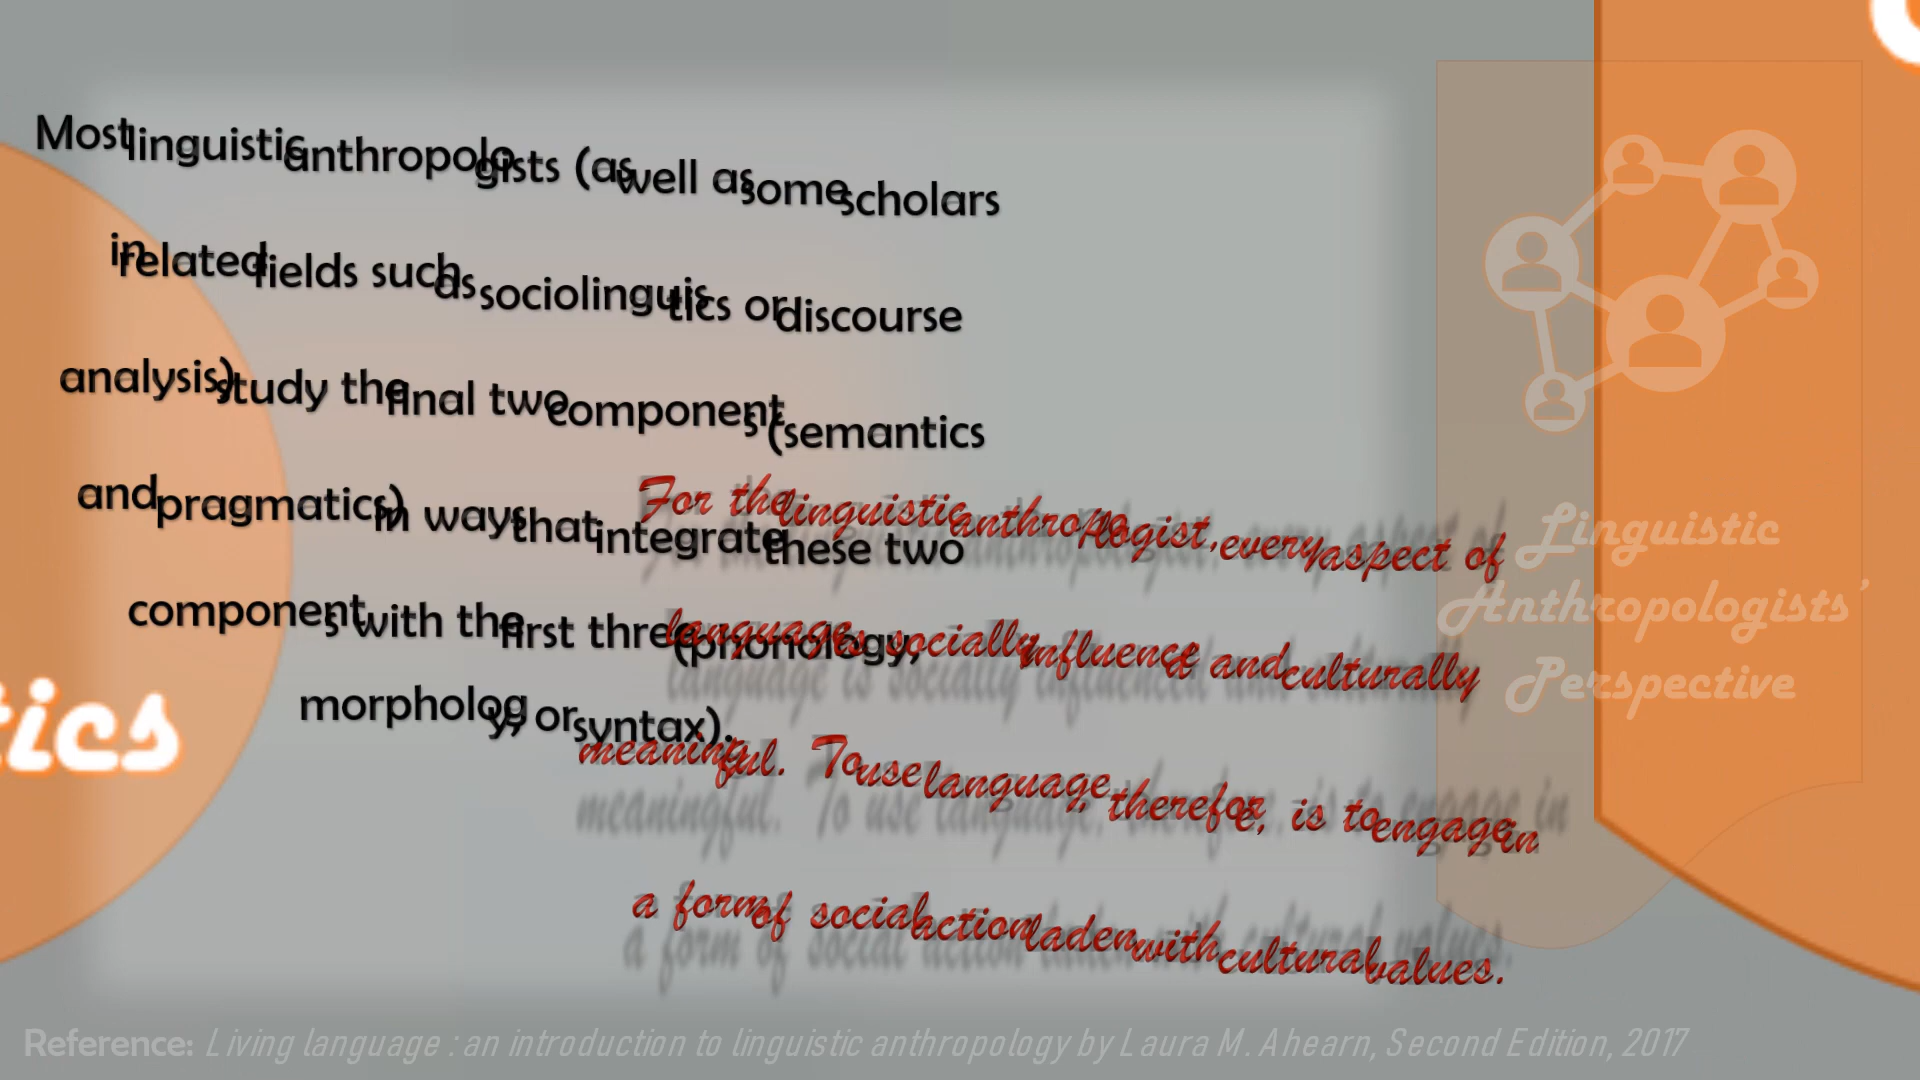 Most linguistic anthropologists (as well as some scholars
in related fields such as sociolinguistics or discourse
analysis) study the final two components (semantics
and pragmatics) in ways that integrate these two
components with the first three (phonology,
morphology, or syntax).
For the linguistic anthropologist, every aspect of
language is socially influenced and culturally
meaningful. To use language, therefore, is to engage in
a form of social action laden with cultural values.
Linguistic
Anthropologists’
Perspective
tics
Reference: Living language : an introduction to linguistic anthropology by Laura M. Ahearn, Second Edition, 2017